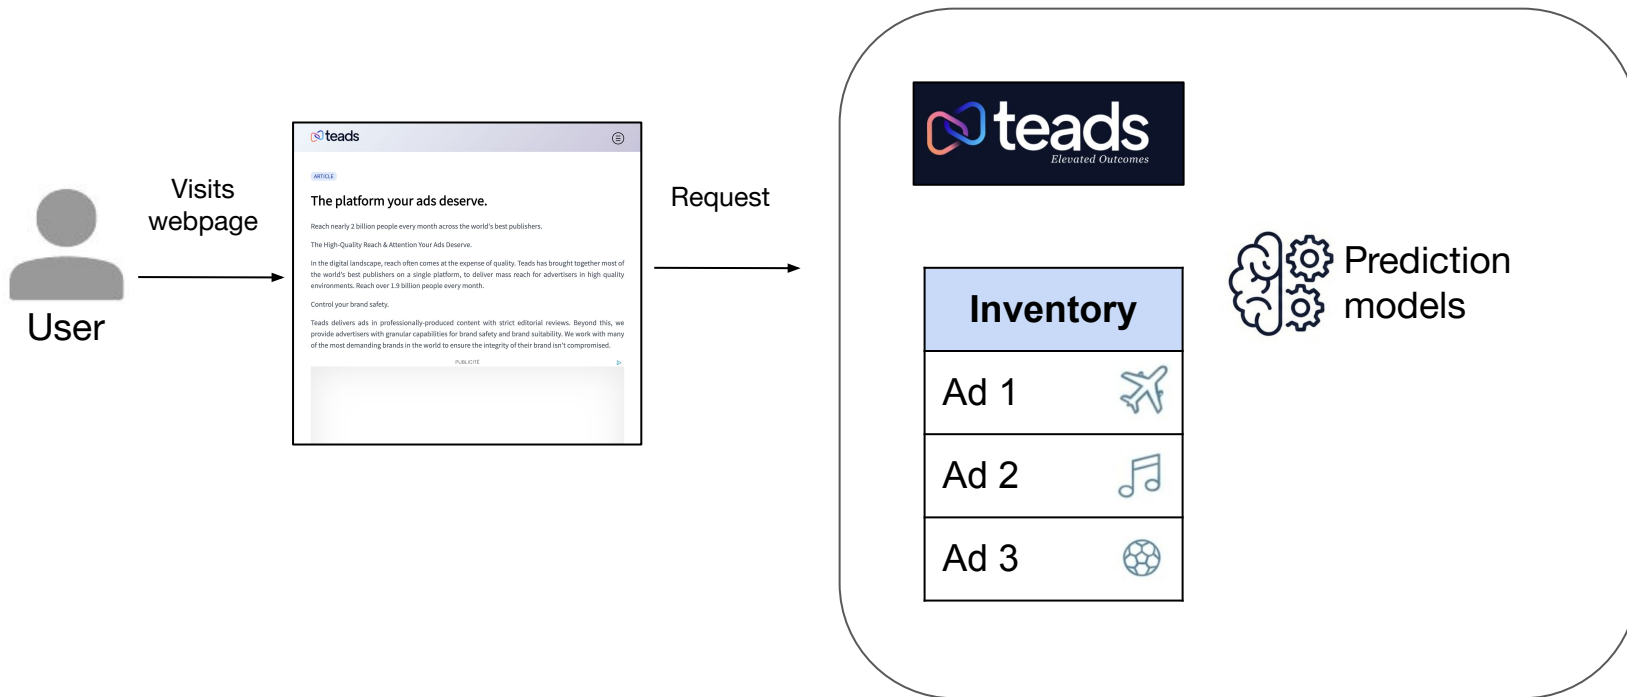 Visits
webpage
User
teads
ARTICLE
The platform your ads deserve.
Reach nearly 2 billion people every month across the world's best publishers.
The High-Quality Reach & Attention Your Ads Deserve.
In the digital landscape, reach often comes at the expense of quality. Teads has brought together most of
the world's best publishers on a single platform, to deliver mass reach for advertisers in high quality
environments. Reach over 1.9 billion people every month.
Control your brand safety.
Teads delivers ads in professionally-produced content with strict editorial reviews. Beyond this, we
provide advertisers with granular capabilities for brand safety and brand suitability. We work with many
of the most demanding brands in the world to ensure the integrity of their brand isn't compromised.
PUBLICITÉ
Request
teads
Elevated Outcomes
Inventory
Ad 1
Ad 2
Ad 3
Prediction
models